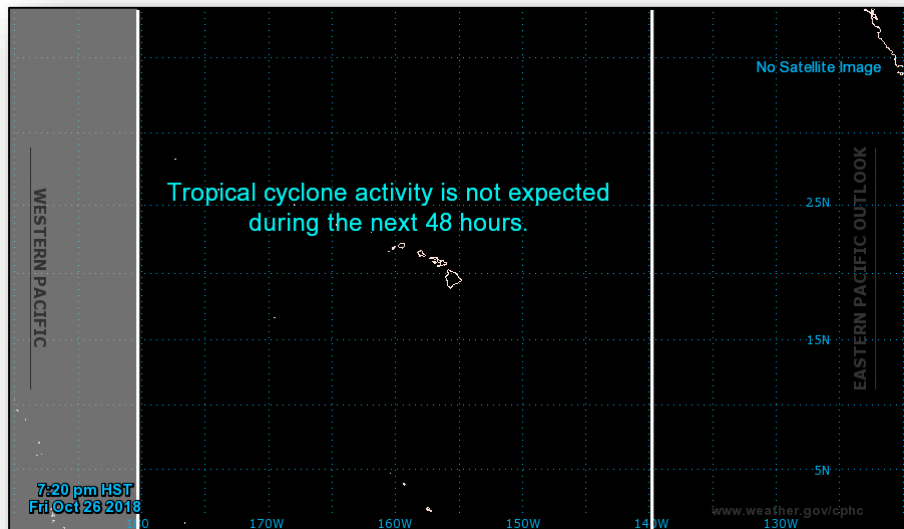 No Satellite Image
Tropical cyclone activity is not expected
during the next 48 hours.
WESTERN PACIFIC
EASTERN PACIFIC OUTLOOK
25N
15N
5N
7:20 pm HST
Fri Oct 26 2018
www.weather.gov/cphc
180
170W
160W
150W
140W
130W